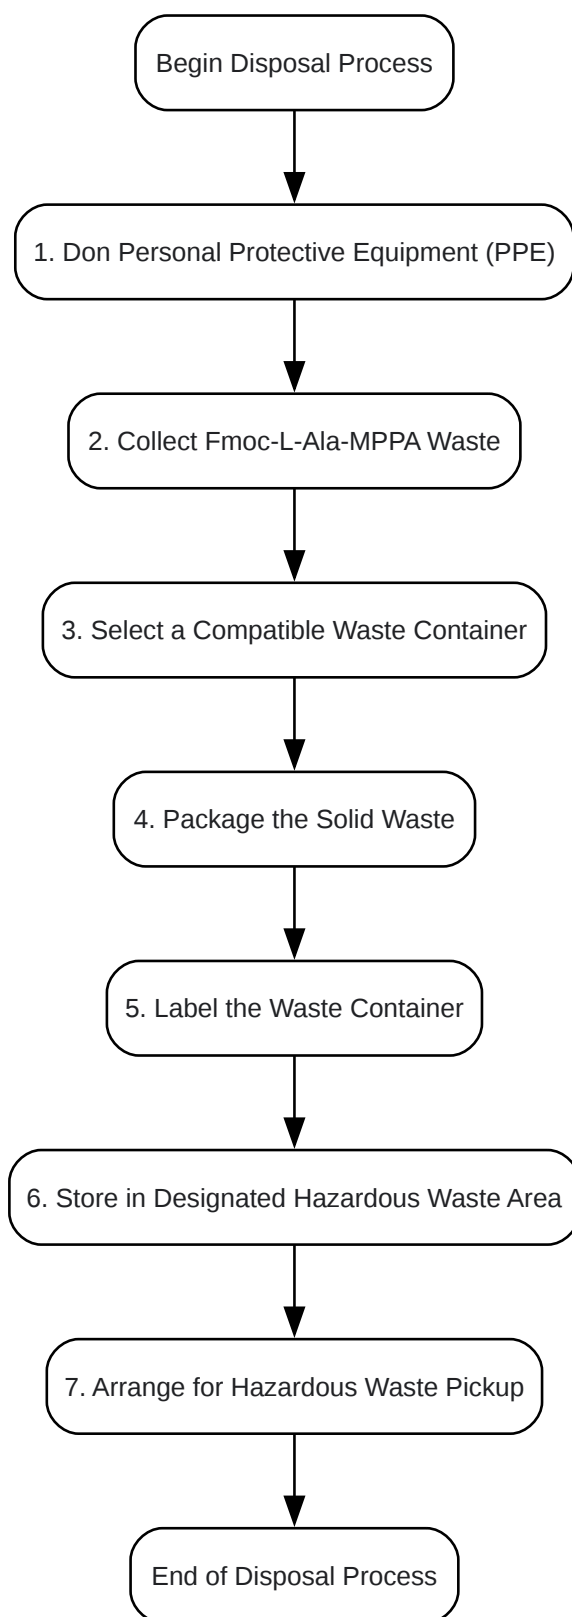 Begin Disposal Process
1. Don Personal Protective Equipment (PPE)
2. Collect Fmoc-L-Ala-MPPA Waste
3. Select a Compatible Waste Container
4. Package the Solid Waste
5. Label the Waste Container
6. Store in Designated Hazardous Waste Area
7. Arrange for Hazardous Waste Pickup
End of Disposal Process